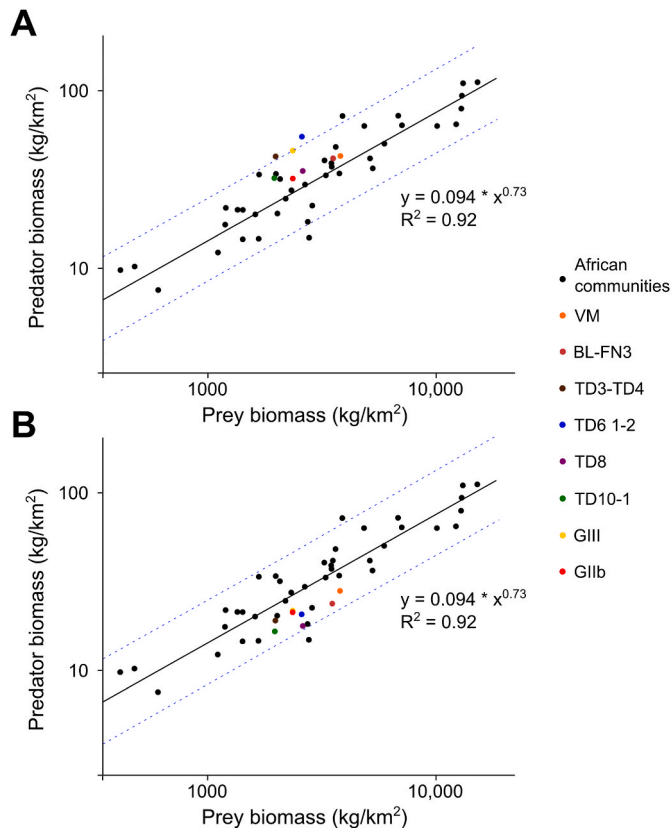 A
Predator biomass (kg/km²)
100
10
y = 0.094 * x^0.73
R² = 0.92
1000
10,000
Prey biomass (kg/km²)
African
communities
VM
BL-FN3
TD3-TD4
TD6 1-2
TD8
TD10-1
GIII
GIIb
B
Predator biomass (kg/km²)
100
10
y = 0.094 * x^0.73
R² = 0.92
1000
10,000
Prey biomass (kg/km²)